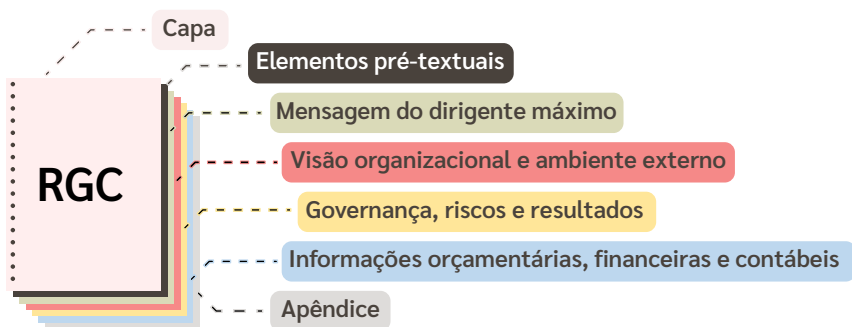 Capa
Elementos pré-textuais
Mensagem do dirigente máximo
RGC
Visão organizacional e ambiente externo
Governança, riscos e resultados
Informações orçamentárias, financeiras e contábeis
Apêndice